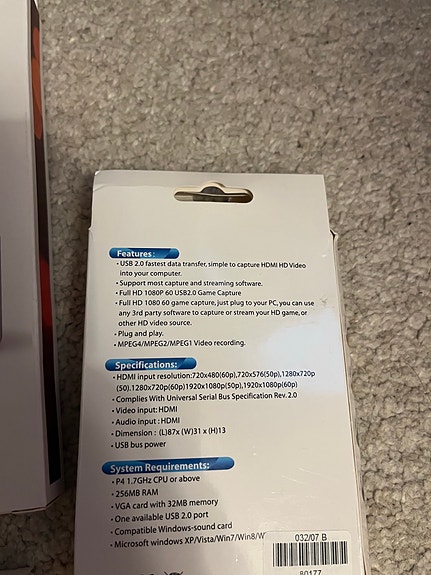 Features:
• USB 2.0 fastest data transfer, simple to capture HDMI HD Video
into your computer.
• Support most capture and streaming software.
• Full HD 1080P 60 USB2.0 Game Capture
• Full HD 1080 60 game capture, just plug to your PC, you can use
any 3rd party software to capture or stream your HD game, or
other HD video source.
• Plug and play.
• MPEG4/MPEG2/MPEG1 Video recording.
Specifications:
• HDMI input resolution:720x480(60p),720x576(50p),1280x720p
(50).1280x720p(60p)1920x1080p(50p),1920x1080p(60p)
• Complies With Universal Serial Bus Specification Rev. 2.0
• Video input: HDMI
• Audio input : HDMI
• Dimension : (L)87x (W)31 x (H)13
• USB bus power
System Requirements:
• P4 1.7GHz CPU or above
• 256MB RAM
• VGA card with 32MB memory
• One available USB 2.0 port
• Compatible Windows-sound card
• Microsoft windows XP/Vista/Win7/Win8/W
032/07 B
80177